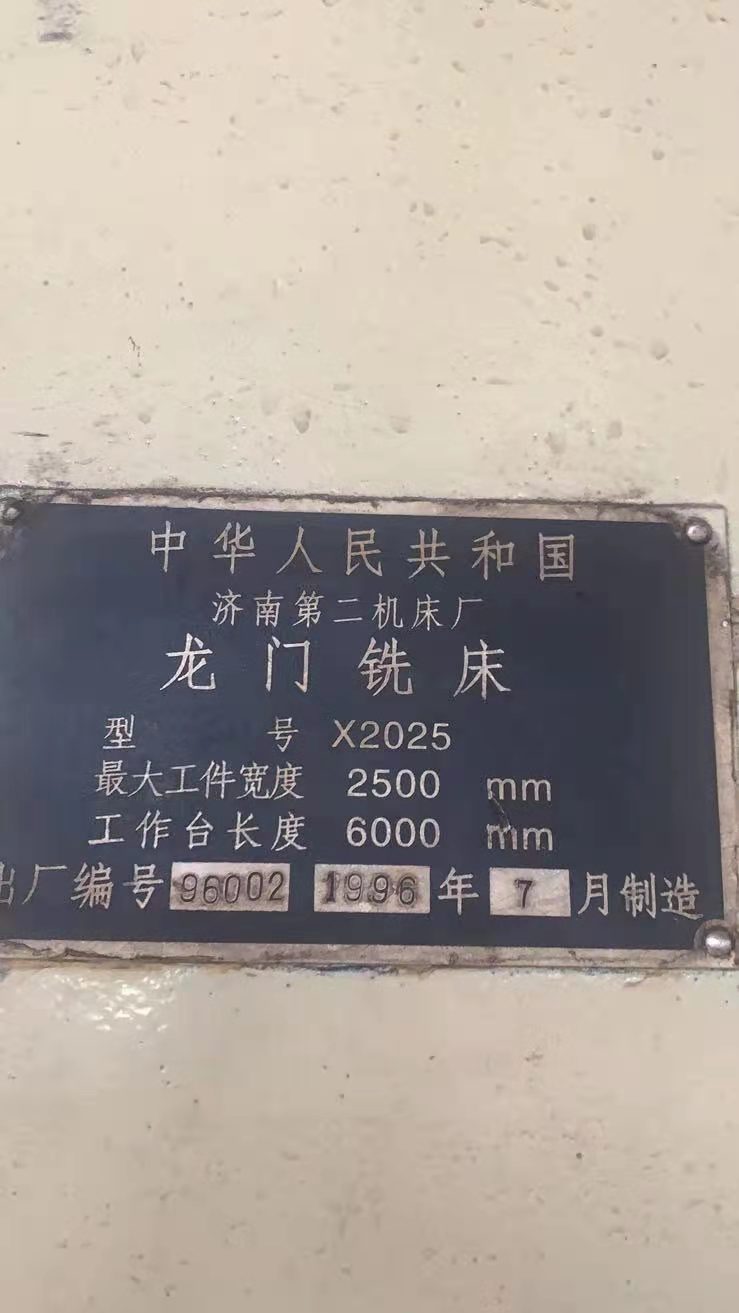 中华人民共和国
济南第二机床厂
龙门铣床
型 号 X2025
最大工件宽度 2500 mm
工作台长度 6000 mm
出厂编号 96002 1996 年 7 月制造